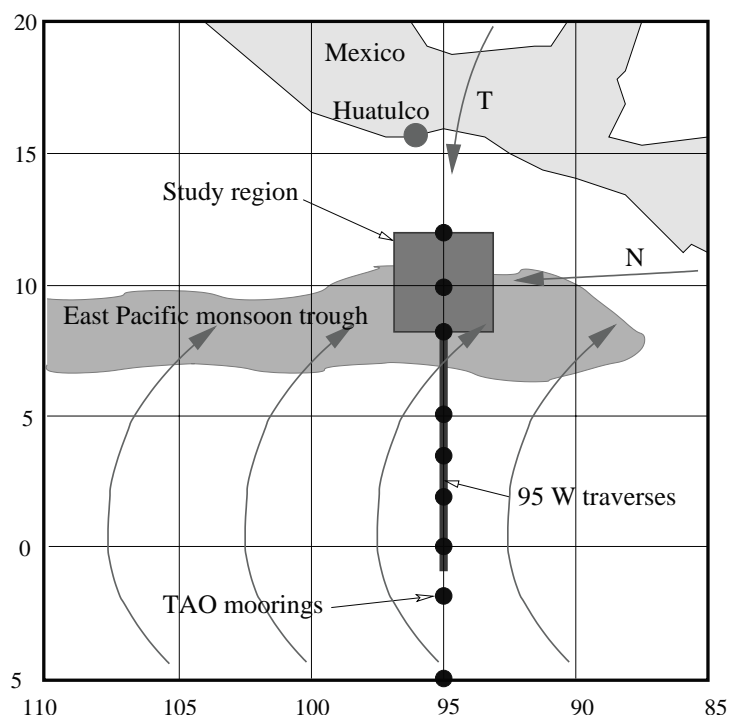 20
Mexico
Huatulco
T
15
Study region
N
10
East Pacific monsoon trough
5
95 W traverses
0
TAO moorings
5
110 105 100 95 90 85